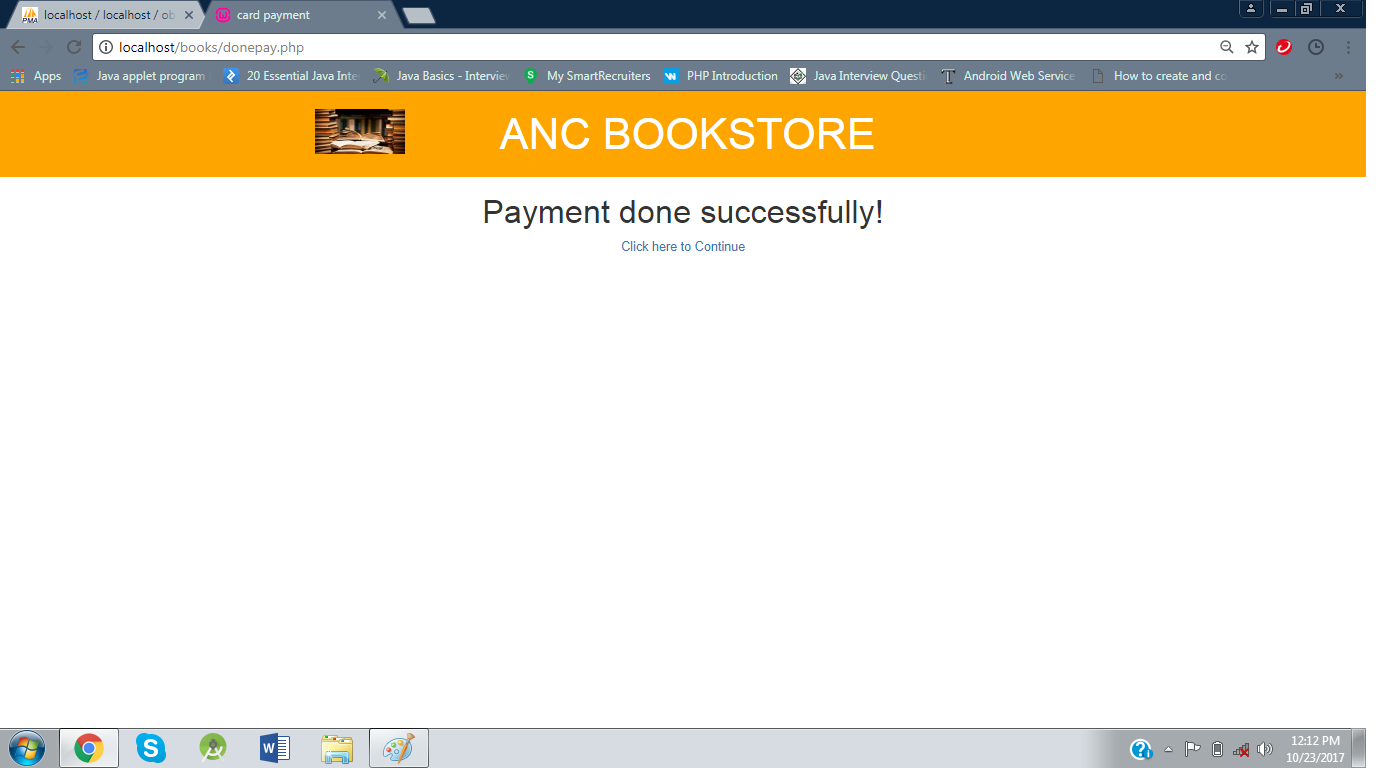 localhost / localhost / ob
card payment
localhost/books/donepay.php
Apps
Java applet program
20 Essential Java Inte
Java Basics - Interview
My SmartRecruiters
PHP Introduction
Java Interview Questi
Android Web Service
How to create and co
ANC BOOKSTORE
Payment done successfully!
Click here to Continue
12:12 PM
10/23/2017